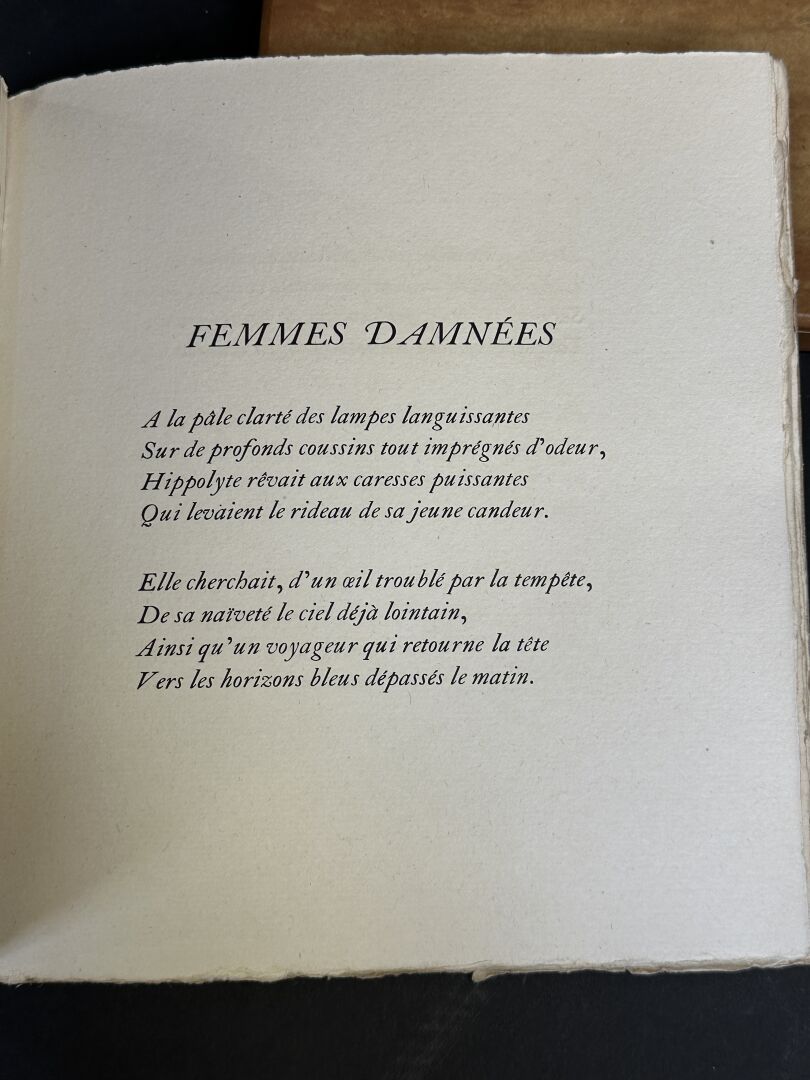 FEMMES DAMNÉES
A la pâle clarté des lampes languissantes
Sur de profonds coussins tout imprégnés d'odeur,
Hippolyte rêvait aux caresses puissantes
Qui levaient le rideau de sa jeune candeur.
Elle cherchait, d'un œil troublé par la tempête,
De sa naïveté le ciel déjà lointain,
Ainsi qu'un voyageur qui retourne la tête
Vers les horizons bleus dépassés le matin.